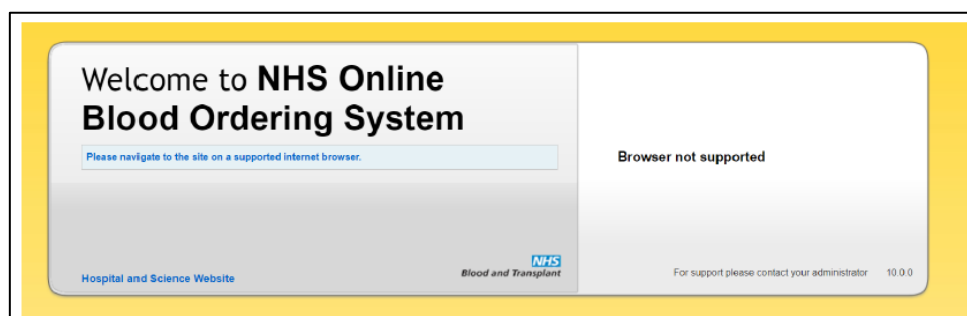 Welcome to NHS Online
Blood Ordering System
Please navigate to the site on a supported internet browser.
Browser not supported
NHS
Blood and Transplant
Hospital and Science Website
For support please contact your administrator 10.0.0